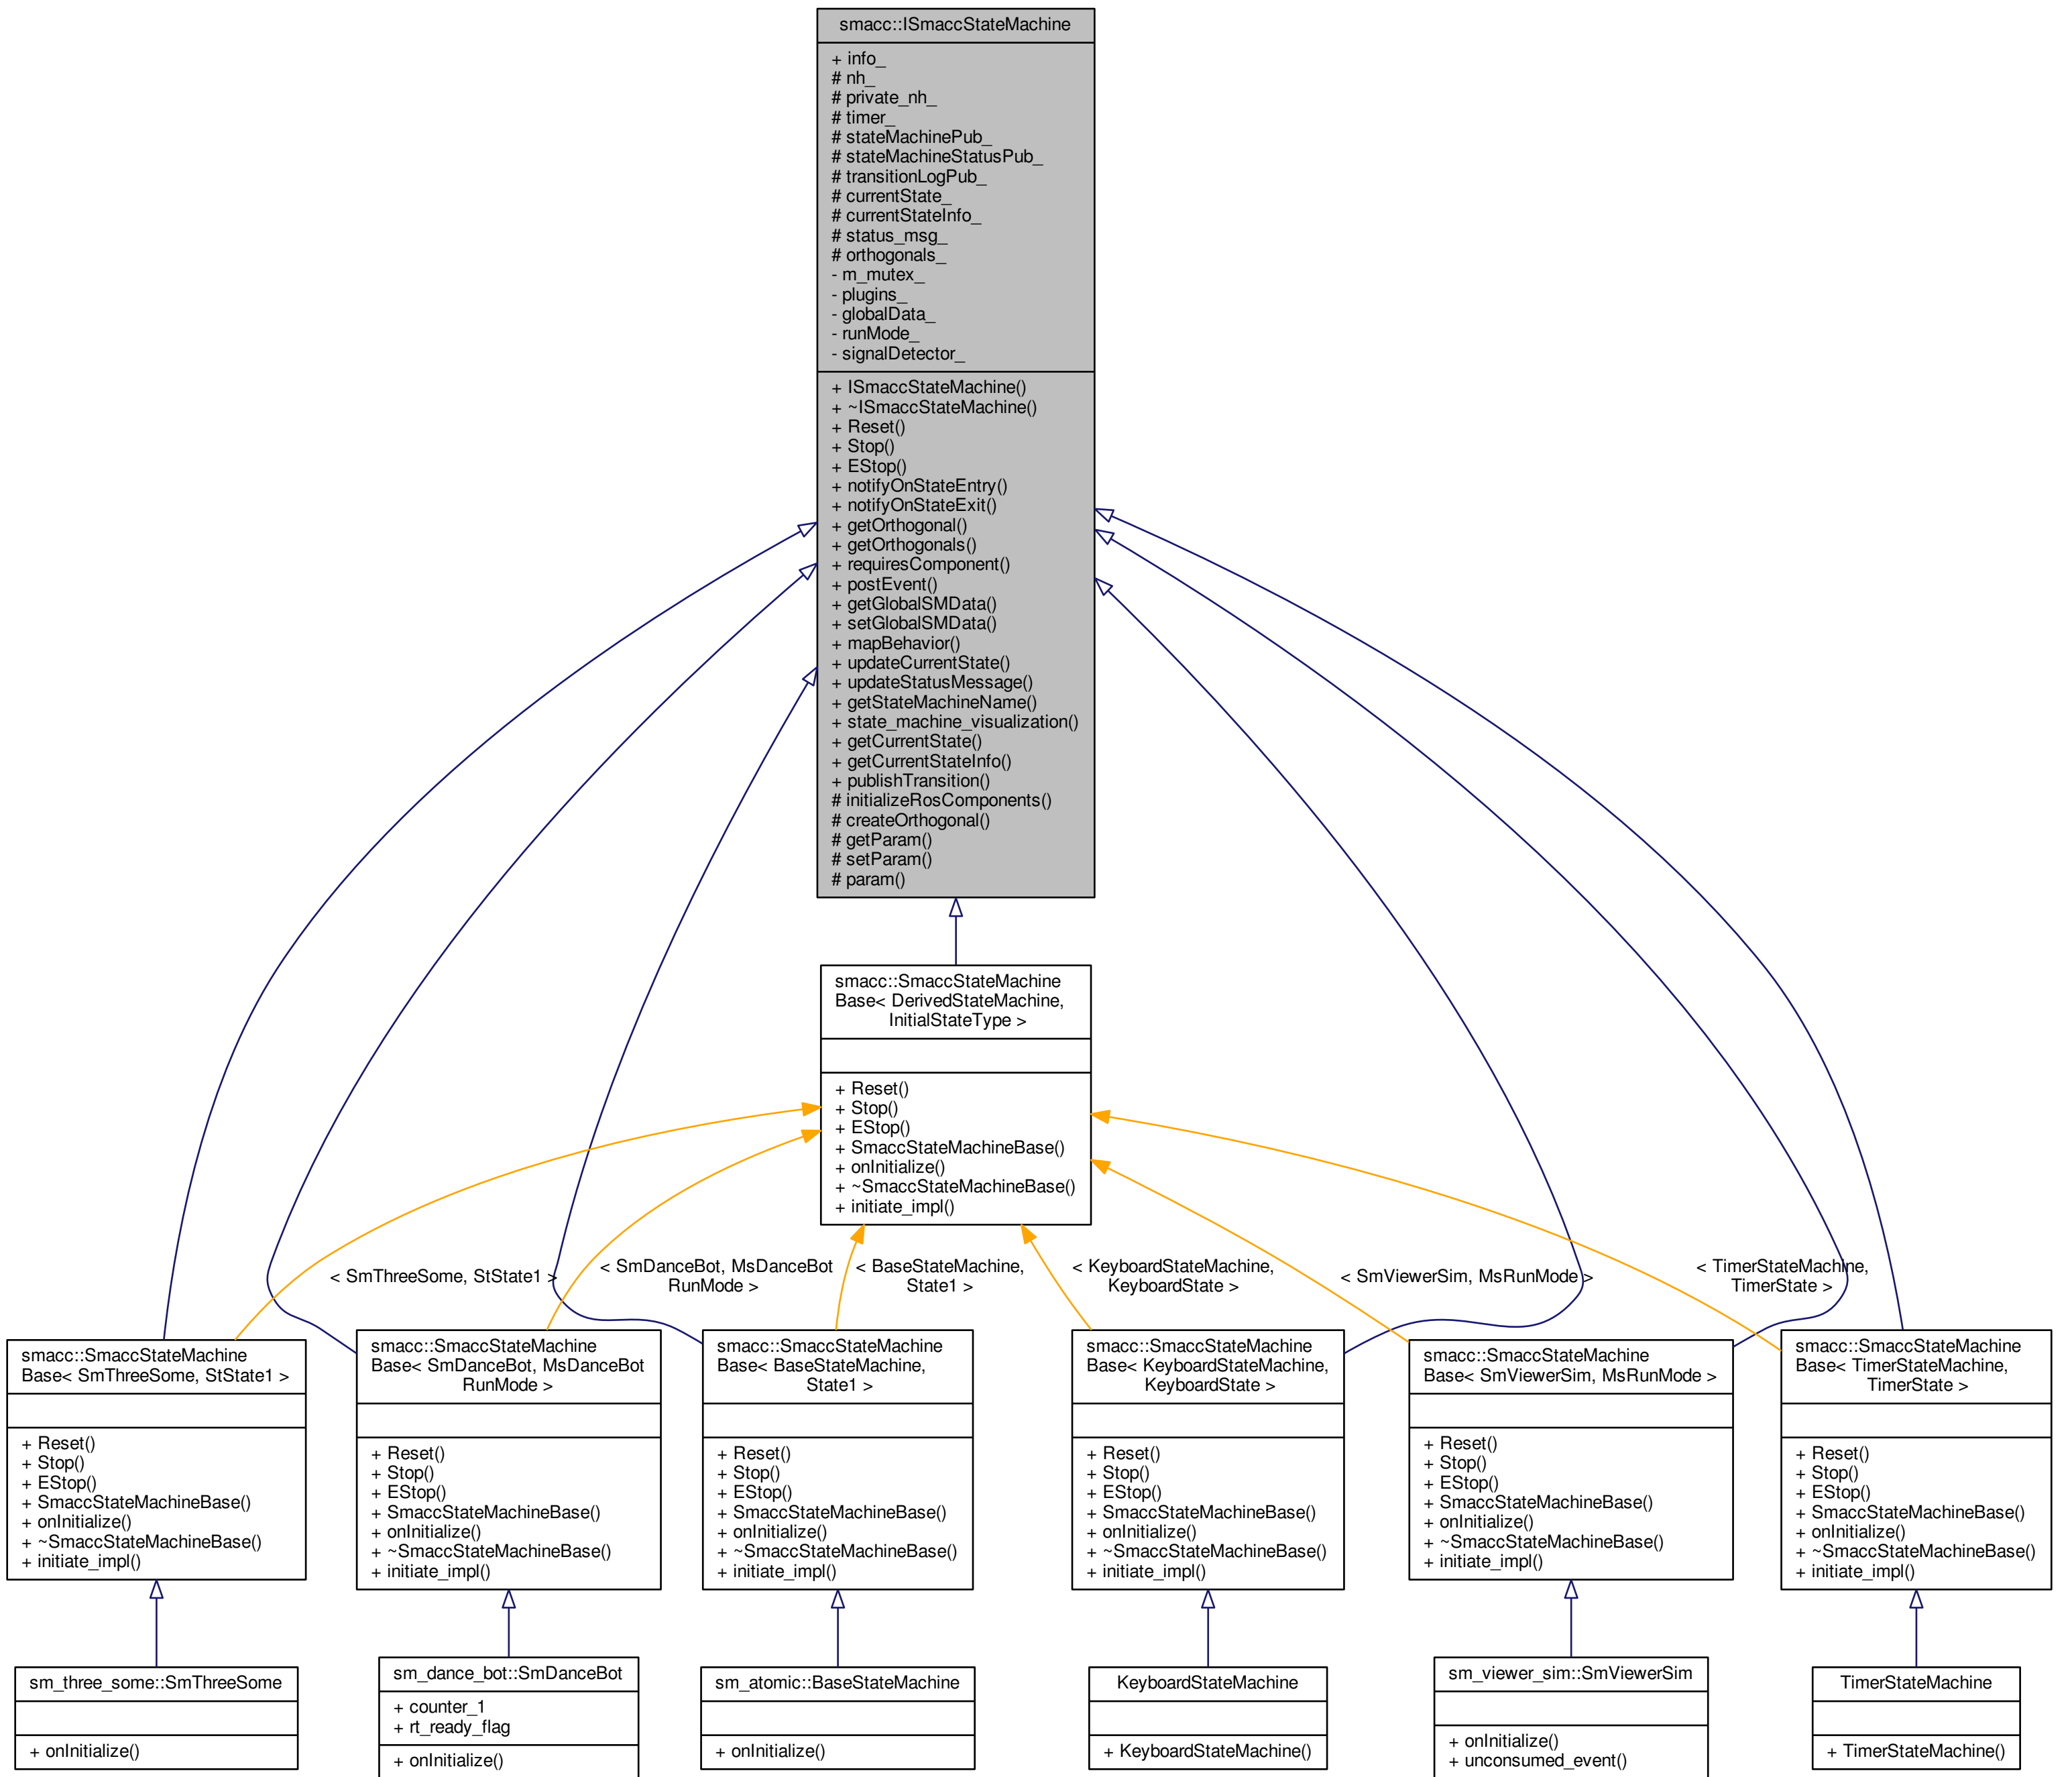 smacc::ISmaccStateMachine
+ info_
# nh_
# private_nh_
# timer_
# stateMachinePub_
# stateMachineStatusPub_
# transitionLogPub_
# currentState_
# currentStateInfo_
# status_msg_
# orthogonals_
- m_mutex_
- plugins_
- globalData_
- runMode_
- signalDetector_
+ ISmaccStateMachine()
+ ~ISmaccStateMachine()
+ Reset()
+ Stop()
+ EStop()
+ notifyOnStateEntry()
+ notifyOnStateExit()
+ getOrthogonal()
+ getOrthogonals()
+ requiresComponent()
+ postEvent()
+ getGlobalSMData()
+ setGlobalSMData()
+ mapBehavior()
+ updateCurrentState()
+ updateStatusMessage()
+ getStateMachineName()
+ state_machine_visualization()
+ getCurrentState()
+ getCurrentStateInfo()
+ publishTransition()
# initializeRosComponents()
# createOrthogonal()
# getParam()
# setParam()
# param()
smacc::SmaccStateMachine
Base< DerivedStateMachine,
InitialStateType >
+ Reset()
+ Stop()
+ EStop()
+ SmaccStateMachineBase()
+ onInitialize()
+ ~SmaccStateMachineBase()
+ initiate_impl()
< SmThreeSome, StState1 >
< SmDanceBot, MsDanceBot
RunMode >
< BaseStateMachine,
State1 >
< KeyboardStateMachine,
KeyboardState >
< SmViewerSim, MsRunMode >
< TimerStateMachine,
TimerState >
smacc::SmaccStateMachine
Base< SmThreeSome, StState1 >
+ Reset()
+ Stop()
+ EStop()
+ SmaccStateMachineBase()
+ onInitialize()
+ ~SmaccStateMachineBase()
+ initiate_impl()
smacc::SmaccStateMachine
Base< SmDanceBot, MsDanceBot
RunMode >
+ Reset()
+ Stop()
+ EStop()
+ SmaccStateMachineBase()
+ onInitialize()
+ ~SmaccStateMachineBase()
+ initiate_impl()
smacc::SmaccStateMachine
Base< BaseStateMachine,
State1 >
+ Reset()
+ Stop()
+ EStop()
+ SmaccStateMachineBase()
+ onInitialize()
+ ~SmaccStateMachineBase()
+ initiate_impl()
smacc::SmaccStateMachine
Base< KeyboardStateMachine,
KeyboardState >
+ Reset()
+ Stop()
+ EStop()
+ SmaccStateMachineBase()
+ onInitialize()
+ ~SmaccStateMachineBase()
+ initiate_impl()
smacc::SmaccStateMachine
Base< SmViewerSim, MsRunMode >
+ Reset()
+ Stop()
+ EStop()
+ SmaccStateMachineBase()
+ onInitialize()
+ ~SmaccStateMachineBase()
+ initiate_impl()
smacc::SmaccStateMachine
Base< TimerStateMachine,
TimerState >
+ Reset()
+ Stop()
+ EStop()
+ SmaccStateMachineBase()
+ onInitialize()
+ ~SmaccStateMachineBase()
+ initiate_impl()
sm_three_some::SmThreeSome
+ onInitialize()
sm_dance_bot::SmDanceBot
+ counter_1
+ rt_ready_flag
+ onInitialize()
sm_atomic::BaseStateMachine
+ onInitialize()
KeyboardStateMachine
+ KeyboardStateMachine()
sm_viewer_sim::SmViewerSim
+ onInitialize()
+ unconsumed_event()
TimerStateMachine
+ TimerStateMachine()